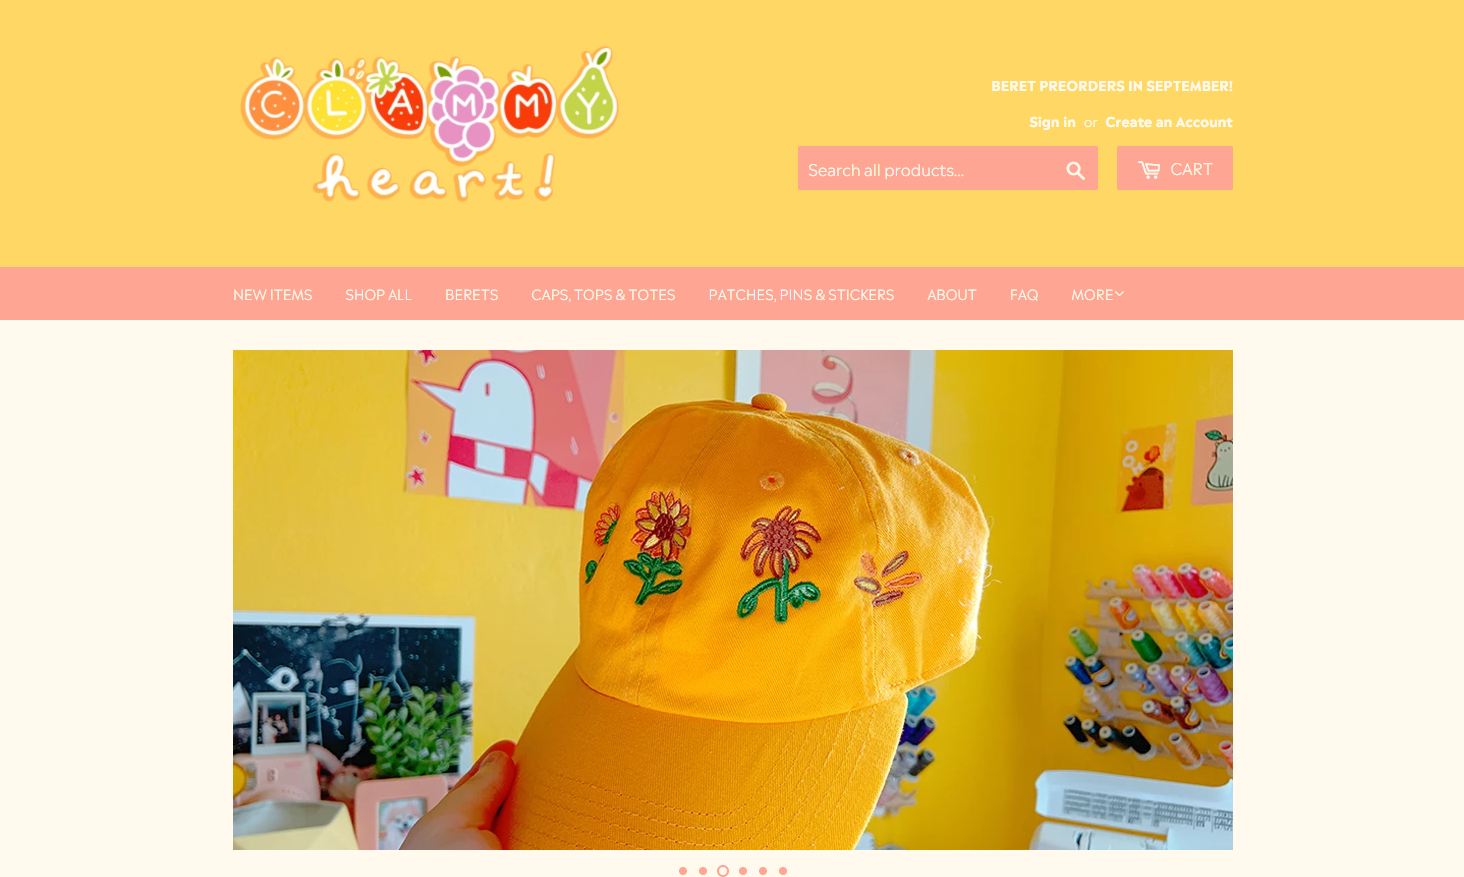 CLAMMY
heart!
BERET PREORDERS IN SEPTEMBER!
Sign in or Create an Account
Search all products...
CART
NEW ITEMS
SHOP ALL
BERETS
CAPS, TOPS & TOTES
PATCHES, PINS & STICKERS
ABOUT
FAQ
MORE